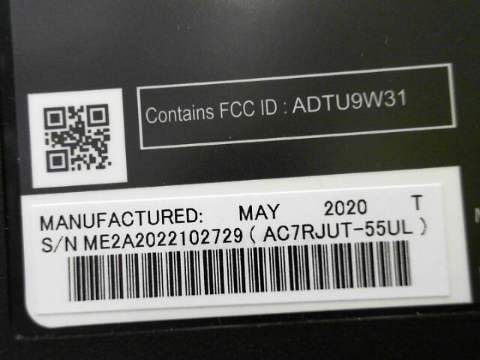 Contains FCC ID : ADTU9W31
MANUFACTURED: MAY 2020 T
S/N ME2A2022102729 ( AC7RJUT-55UL )